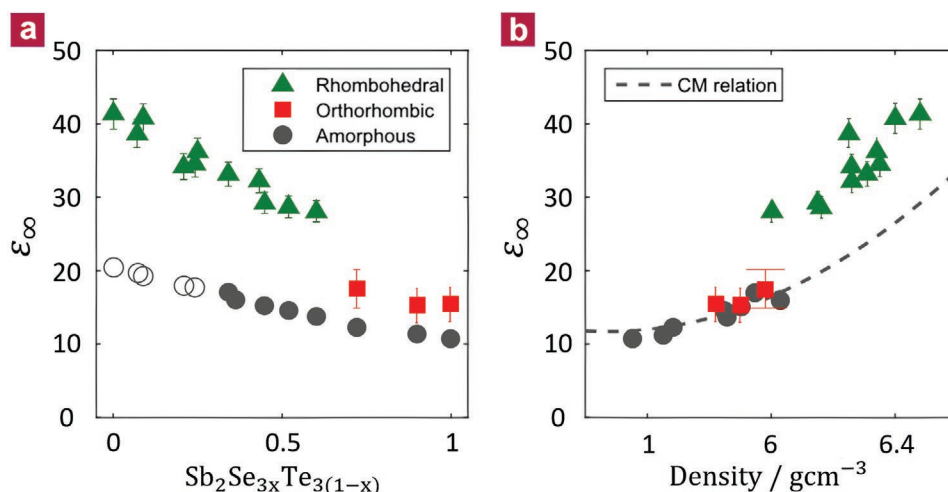 a
50
40
30
20
10
0
ε∞
Rhombohedral
Orthorhombic
Amorphous
0
0.5
1
Sb₂Se₃ₓTe₃₍₁₋ₓ₎
b
50
40
30
20
10
0
ε∞
CM relation
1
6
6.4
Density / gcm⁻³